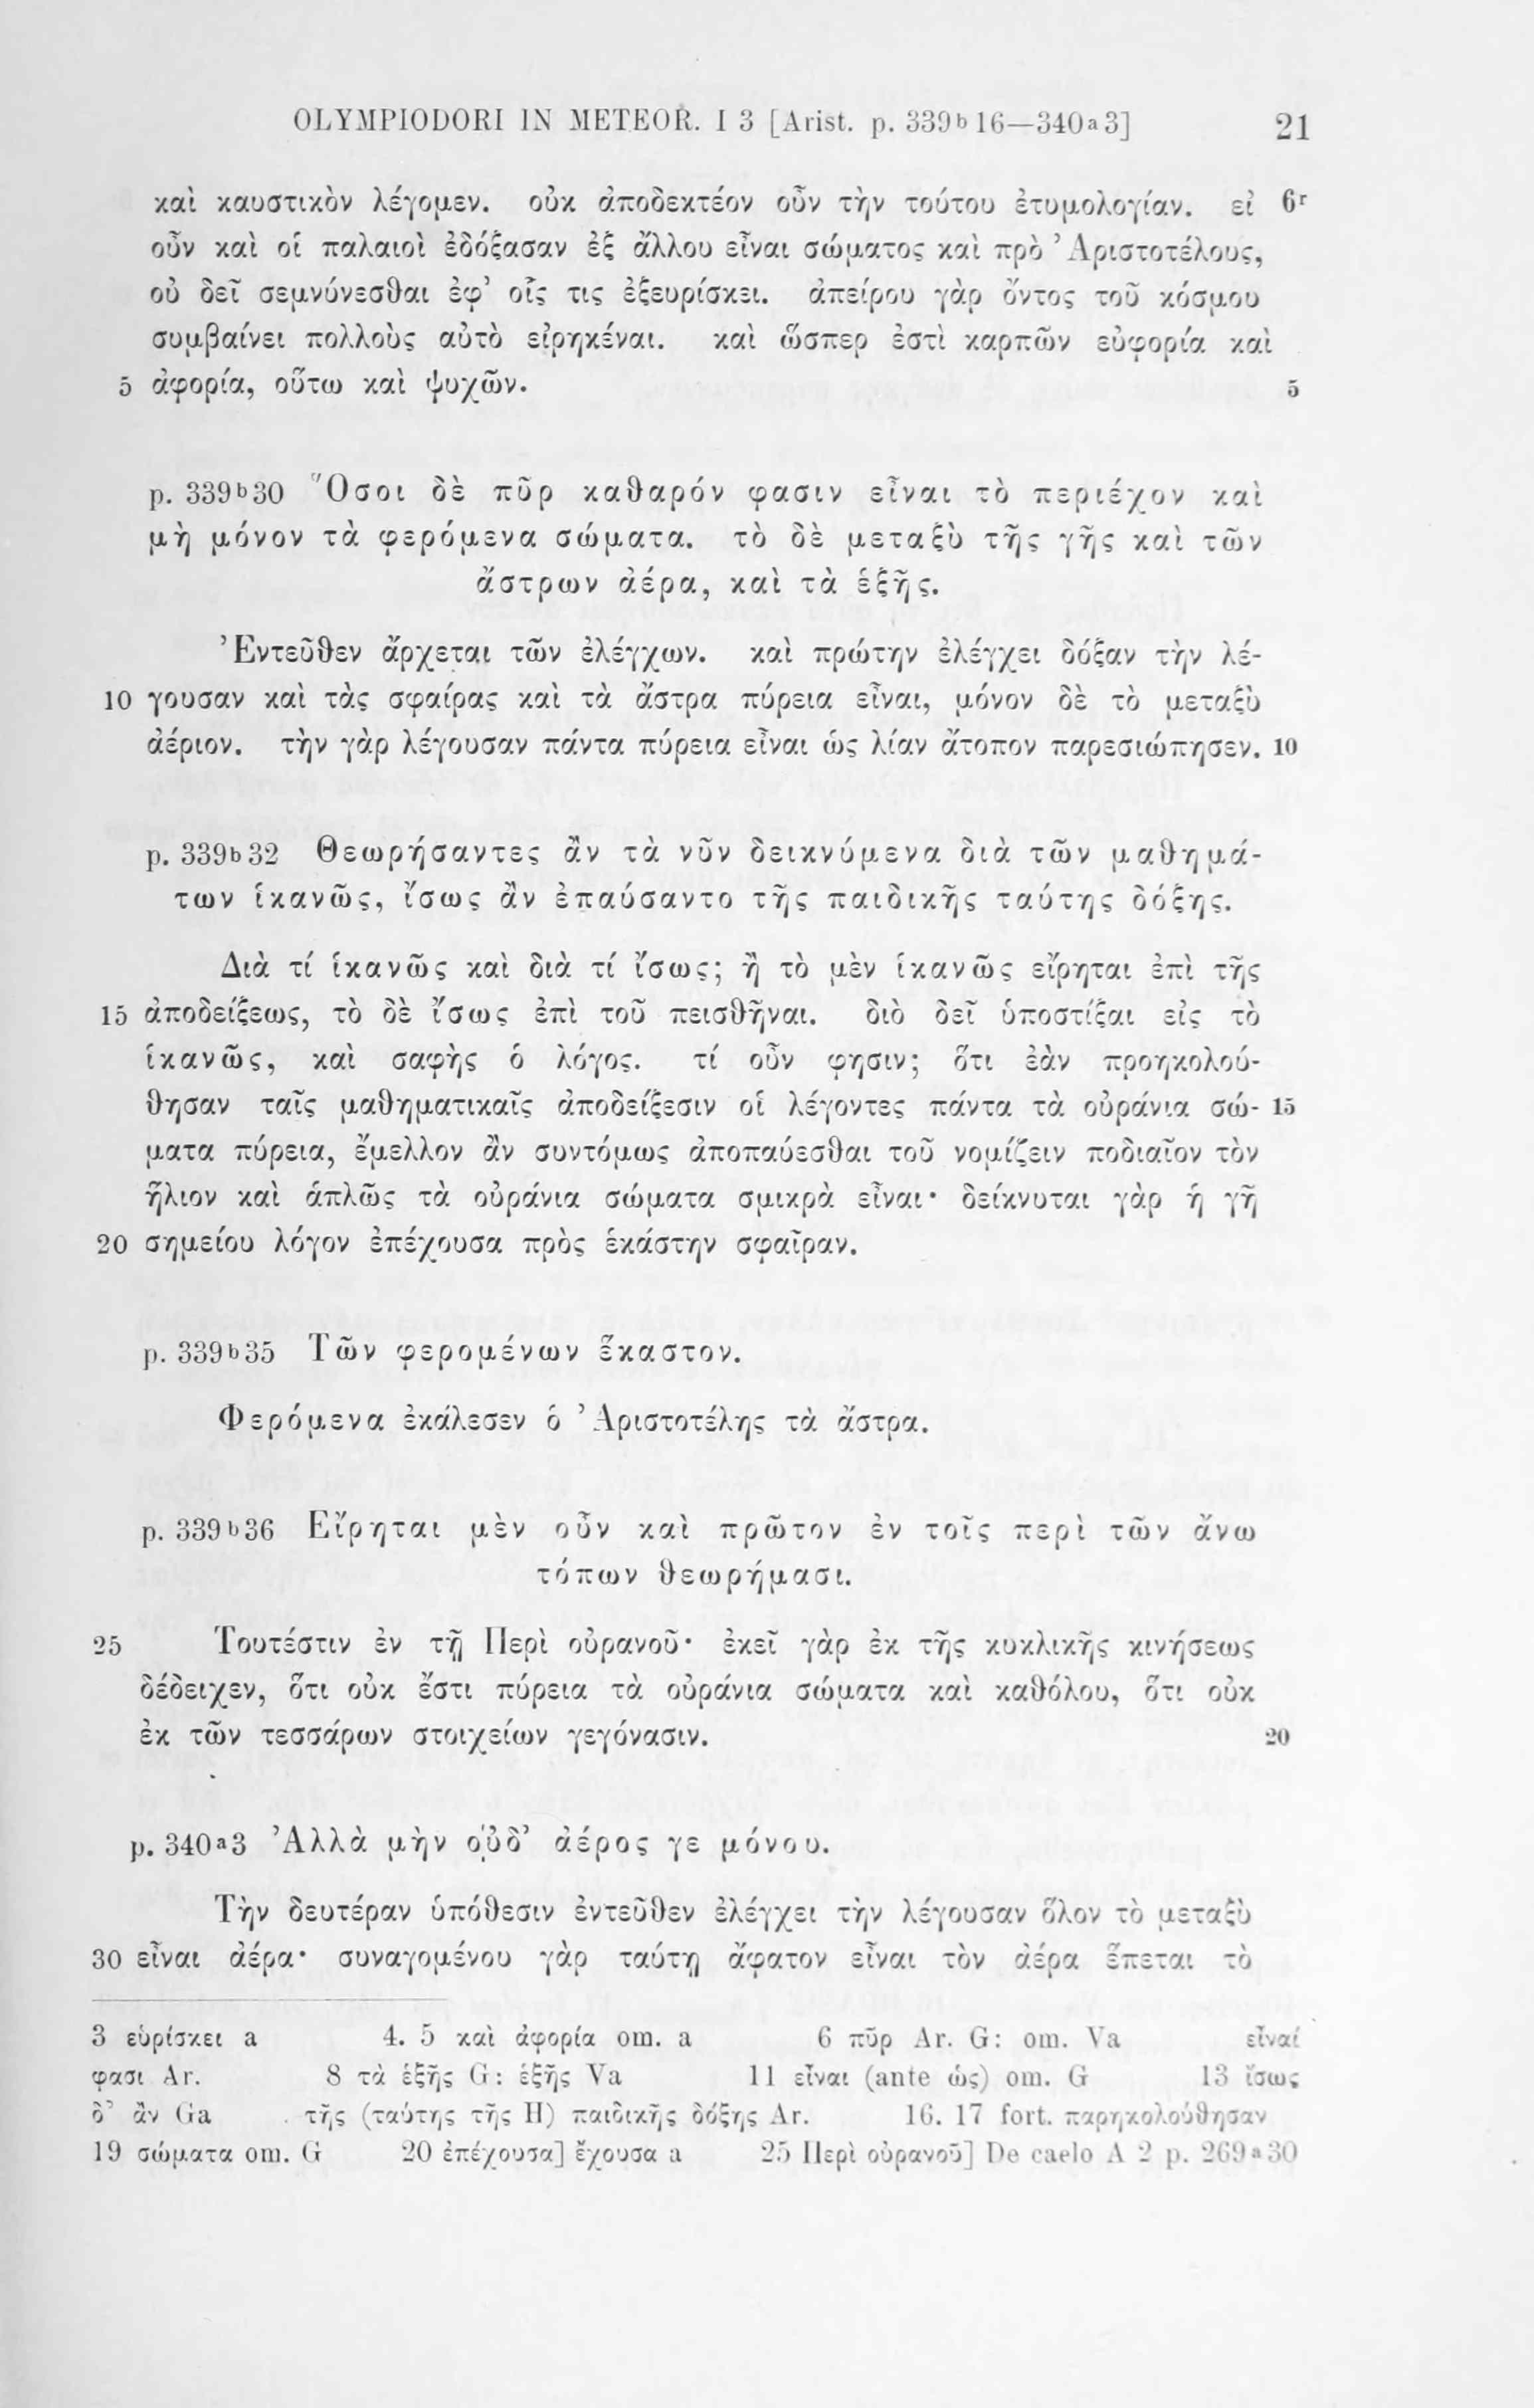 OLYMPIODORI IN METEOR. I 3 [Arist. p. 339b16—340a3] 21
καὶ καυστικὸν λέγομεν. οὐκ ἀποδεκτέον οὖν τὴν τούτου ἐτυμολογίαν. εἰ 6r
οὖν καὶ οἱ παλαιοὶ ἐδόξασαν ἐξ ἄλλου εἶναι σώματος καὶ πρὸ Ἀριστοτέλους,
οὐ δεῖ σεμνύνεσθαι ἐφ’ οἷς τις ἐξευρίσκει. ἀπείρου γὰρ ὄντος τοῦ κόσμου
συμβαίνει πολλοὺς αὐτὸ εἰρηκέναι. καὶ ὥσπερ ἐστὶ καρπῶν εὐφορία καὶ
5 ἀφορία, οὕτω καὶ ψυχῶν. 5
p. 339b30 Ὅσοι δὲ πῦρ καθαρόν φασιν εἶναι τὸ περιέχον καὶ
μὴ μόνον τὰ φερόμενα σώματα. τὸ δὲ μεταξὺ τῆς γῆς καὶ τῶν
ἄστρων ἀέρα, καὶ τὰ ἑξῆς.
Ἐντεῦθεν ἄρχεται τῶν ἐλέγχων. καὶ πρώτην ἐλέγχει δόξαν τὴν λέ-
10 γουσαν καὶ τὰς σφαίρας καὶ τὰ ἄστρα πύρεια εἶναι, μόνον δὲ τὸ μεταξὺ
ἀέριον. τὴν γὰρ λέγουσαν πάντα πύρεια εἶναι ὡς λίαν ἄτοπον παρεσιώπησεν. 10
p. 339b32 Θεωρήσαντες ἂν τὰ νῦν δεικνύμενα διὰ τῶν μαθημά-
των ἱκανῶς, ἴσως ἂν ἐπαύσαντο τῆς παιδικῆς ταύτης δόξης.
Διὰ τί ἱκανῶς καὶ διὰ τί ἴσως; ἢ τὸ μὲν ἱκανῶς εἴρηται ἐπὶ τῆς
15 ἀποδείξεως, τὸ δὲ ἴσως ἐπὶ τοῦ πεισθῆναι. διὸ δεῖ ὑποστίξαι εἰς τὸ
ἱκανῶς, καὶ σαφὴς ὁ λόγος. τί οὖν φησιν; ὅτι ἐὰν προηκολού-
θησαν ταῖς μαθηματικαῖς ἀποδείξεσιν οἱ λέγοντες πάντα τὰ οὐράνια σώ- 15
ματα πύρεια, ἔμελλον ἂν συντόμως ἀποπαύεσθαι τοῦ νομίζειν ποδιαῖον τὸν
ἥλιον καὶ ἁπλῶς τὰ οὐράνια σώματα σμικρὰ εἶναι· δείκνυται γὰρ ἡ γῆ
20 σημείου λόγον ἐπέχουσα πρὸς ἑκάστην σφαῖραν.
p. 339b35 Τῶν φερομένων ἕκαστον.
Φερόμενα ἐκάλεσεν ὁ Ἀριστοτέλης τὰ ἄστρα.
p. 339b36 Εἴρηται μὲν οὖν καὶ πρῶτον ἐν τοῖς περὶ τῶν ἄνω
τόπων θεωρήμασι.
25 Τουτέστιν ἐν τῇ Περὶ οὐρανοῦ· ἐκεῖ γὰρ ἐκ τῆς κυκλικῆς κινήσεως
δέδειχεν, ὅτι οὐκ ἔστι πύρεια τὰ οὐράνια σώματα καὶ καθόλου, ὅτι οὐκ
ἐκ τῶν τεσσάρων στοιχείων γεγόνασιν. 20
p. 340a3 Ἀλλὰ μὴν οὐδ’ ἀέρος γε μόνου.
Τὴν δευτέραν ὑπόθεσιν ἐντεῦθεν ἐλέγχει τὴν λέγουσαν ὅλον τὸ μεταξὺ
30 εἶναι ἀέρα· συναγομένου γὰρ ταύτῃ ἄφατον εἶναι τὸν ἀέρα ἕπεται τὸ
3 εὑρίσκει a 4. 5 καὶ ἀφορία om. a 6 πῦρ Ar. G: om. Va εἶναί
φασι Ar. 8 τὰ ἑξῆς G: ἑξῆς Va 11 εἶναι (ante ὡς) om. G 13 ἴσως
δ’ ἂν Ga τῆς (ταύτης τῆς H) παιδικῆς δόξης Ar. 16. 17 fort. παρηκολούθησαν
19 σώματα om. G 20 ἐπέχουσα] ἔχουσα a 25 Περὶ οὐρανοῦ] De caelo A 2 p. 269a30